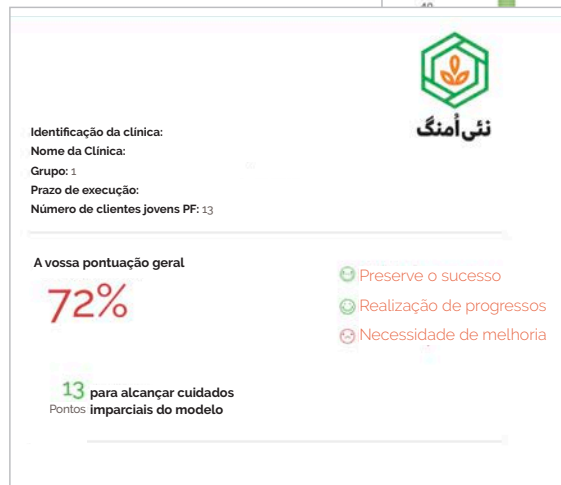 40
نئی اُمنگ
Identificação da clínica:
Nome da Clínica:
Grupo: 1
Prazo de execução:
Número de clientes jovens PF: 13
A vossa pontuação geral
72%
Preserve o sucesso
Realização de progressos
Necessidade de melhoria
13 para alcançar cuidados
Pontos imparciais do modelo